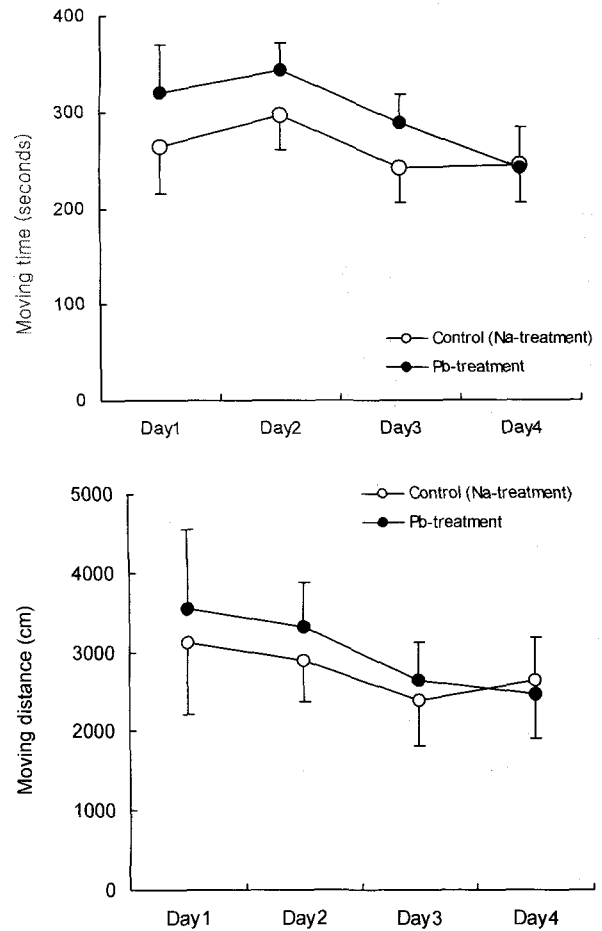 400
300
200
100
0
Moving time (seconds)
Control (Na-treatment)
Pb-treatment
Day1 Day2 Day3 Day4
5000
4000
3000
2000
1000
0
Moving distance (cm)
Control (Na-treatment)
Pb-treatment
Day1 Day2 Day3 Day4